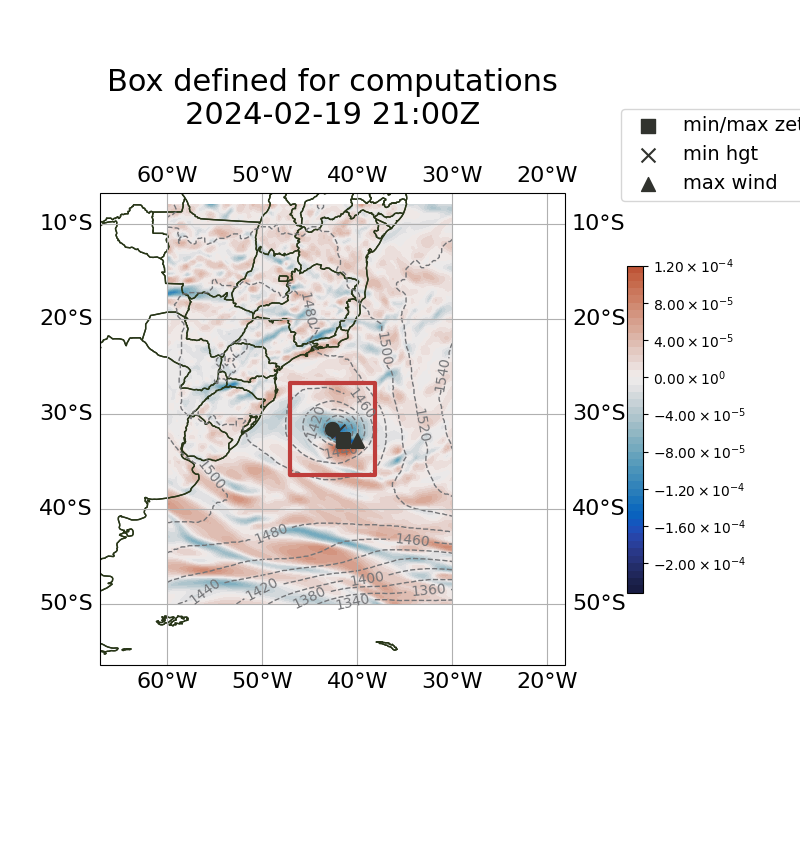 Box defined for computations
2024-02-19 21:00Z
min/max zet
min hgt
max wind
60°W 50°W 40°W 30°W 20°W
10°S 10°S
20°S 20°S
30°S 30°S
40°S 40°S
50°S 50°S
60°W 50°W 40°W 30°W 20°W
1.20 × 10⁻⁴
8.00 × 10⁻⁵
4.00 × 10⁻⁵
0.00 × 10⁰
−4.00 × 10⁻⁵
−8.00 × 10⁻⁵
−1.20 × 10⁻⁴
−1.60 × 10⁻⁴
−2.00 × 10⁻⁴
1480
1500
1540
1460
1420
1520
1500
1480
1460
1440
1420
1400
1380
1360
1340